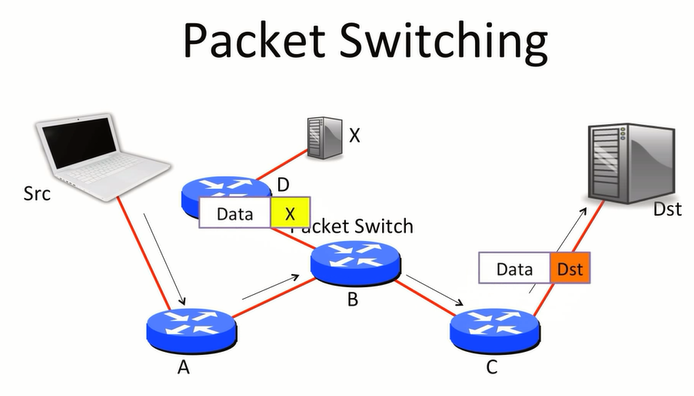 Packet Switching
X
Src
D
Data X
Packet Switch
Dst
B
Data Dst
A
C